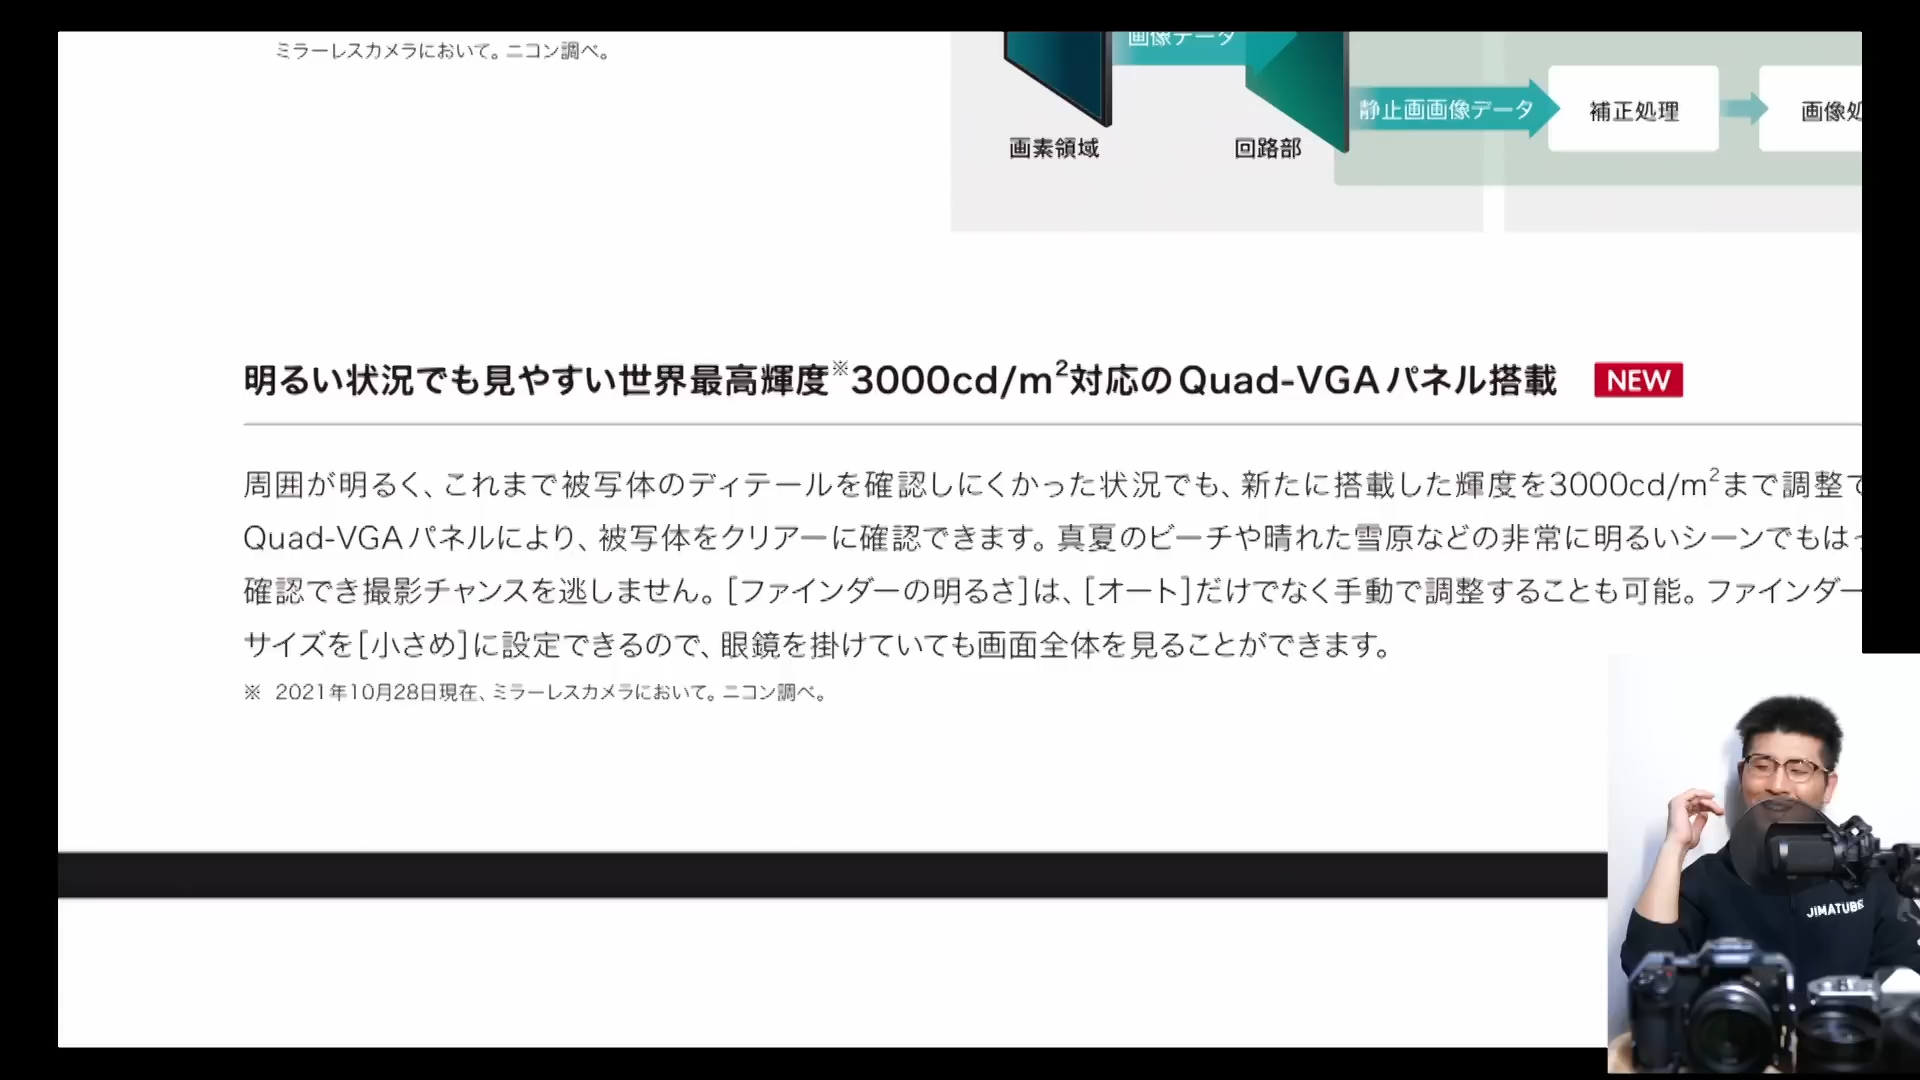 ミラーレスカメラにおいて。ニコン調べ。
画像データ
静止画画像データ
補正処理
画像処
画素領域
回路部
明るい状況でも見やすい世界最高輝度※3000cd/m²対応のQuad-VGAパネル搭載 NEW
周囲が明るく、これまで被写体のディテールを確認しにくかった状況でも、新たに搭載した輝度を3000cd/m²まで調整で
Quad-VGAパネルにより、被写体をクリアーに確認できます。真夏のビーチや晴れた雪原などの非常に明るいシーンでもはっ
確認でき撮影チャンスを逃しません。[ファインダーの明るさ]は、[オート]だけでなく手動で調整することも可能。ファインダー
サイズを[小さめ]に設定できるので、眼鏡を掛けていても画面全体を見ることができます。
※ 2021年10月28日現在、ミラーレスカメラにおいて。ニコン調べ。
JIMATUBE